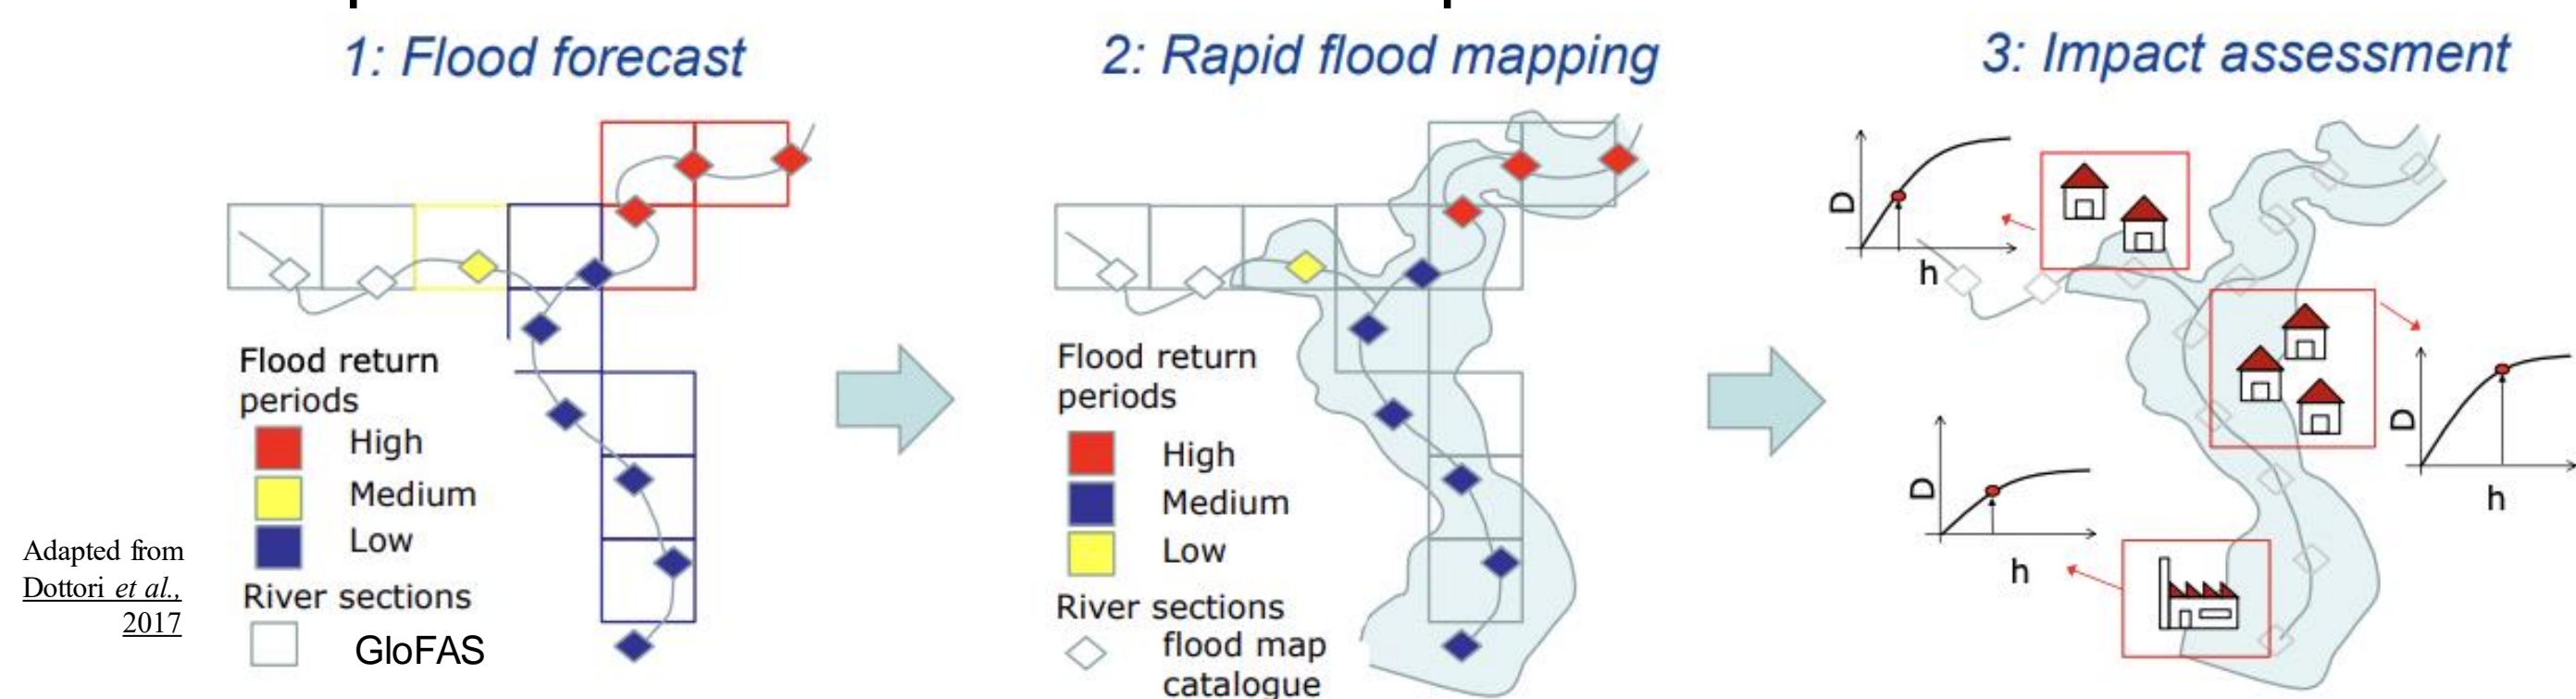 1: Flood forecast
Flood return
periods
High
Medium
Low
River sections
GloFAS
Adapted from
Dottori et al.,
2017
2: Rapid flood mapping
Flood return
periods
High
Medium
Low
River sections
flood map
catalogue
3: Impact assessment
D
h
D
h
D
h